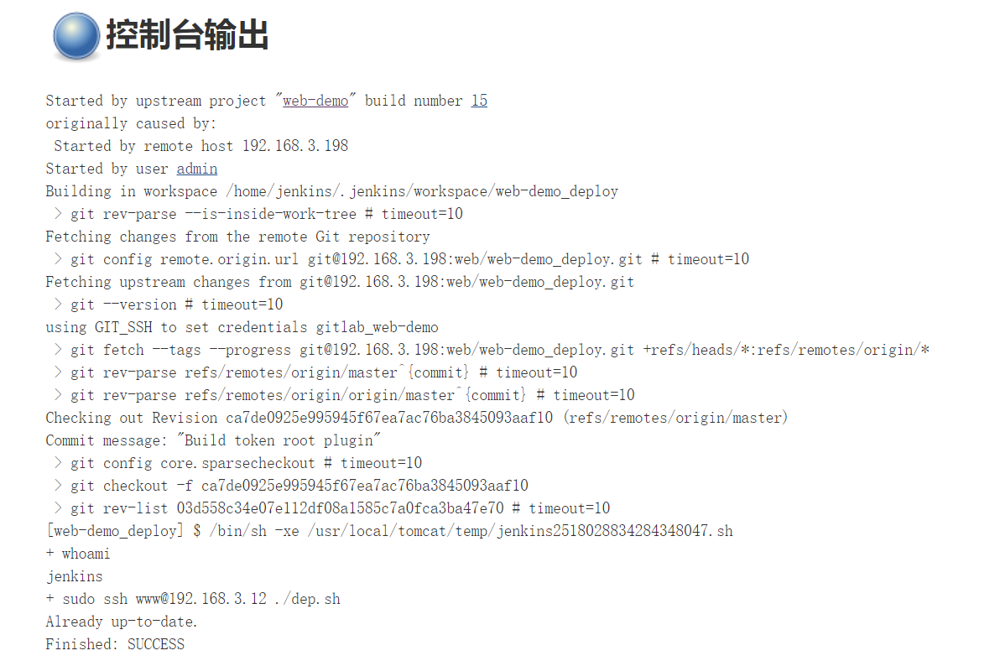 控制台输出
Started by upstream project "web-demo" build number 15
originally caused by:
Started by remote host 192.168.3.198
Started by user admin
Building in workspace /home/jenkins/.jenkins/workspace/web-demo_deploy
> git rev-parse --is-inside-work-tree # timeout=10
Fetching changes from the remote Git repository
> git config remote.origin.url git@192.168.3.198:web/web-demo_deploy.git # timeout=10
Fetching upstream changes from git@192.168.3.198:web/web-demo_deploy.git
> git --version # timeout=10
using GIT_SSH to set credentials gitlab_web-demo
> git fetch --tags --progress git@192.168.3.198:web/web-demo_deploy.git +refs/heads/*:refs/remotes/origin/*
> git rev-parse refs/remotes/origin/master^{commit} # timeout=10
> git rev-parse refs/remotes/origin/origin/master^{commit} # timeout=10
Checking out Revision ca7de0925e995945f67ea7ac76ba3845093aaf10 (refs/remotes/origin/master)
Commit message: "Build token root plugin"
> git config core.sparsecheckout # timeout=10
> git checkout -f ca7de0925e995945f67ea7ac76ba3845093aaf10
> git rev-list 03d558c34e07e112df08a1585c7a0fca3ba47e70 # timeout=10
[web-demo_deploy] $ /bin/sh -xe /usr/local/tomcat/temp/jenkins2518028834284348047.sh
+ whoami
jenkins
+ sudo ssh www@192.168.3.12 ./dep.sh
Already up-to-date.
Finished: SUCCESS